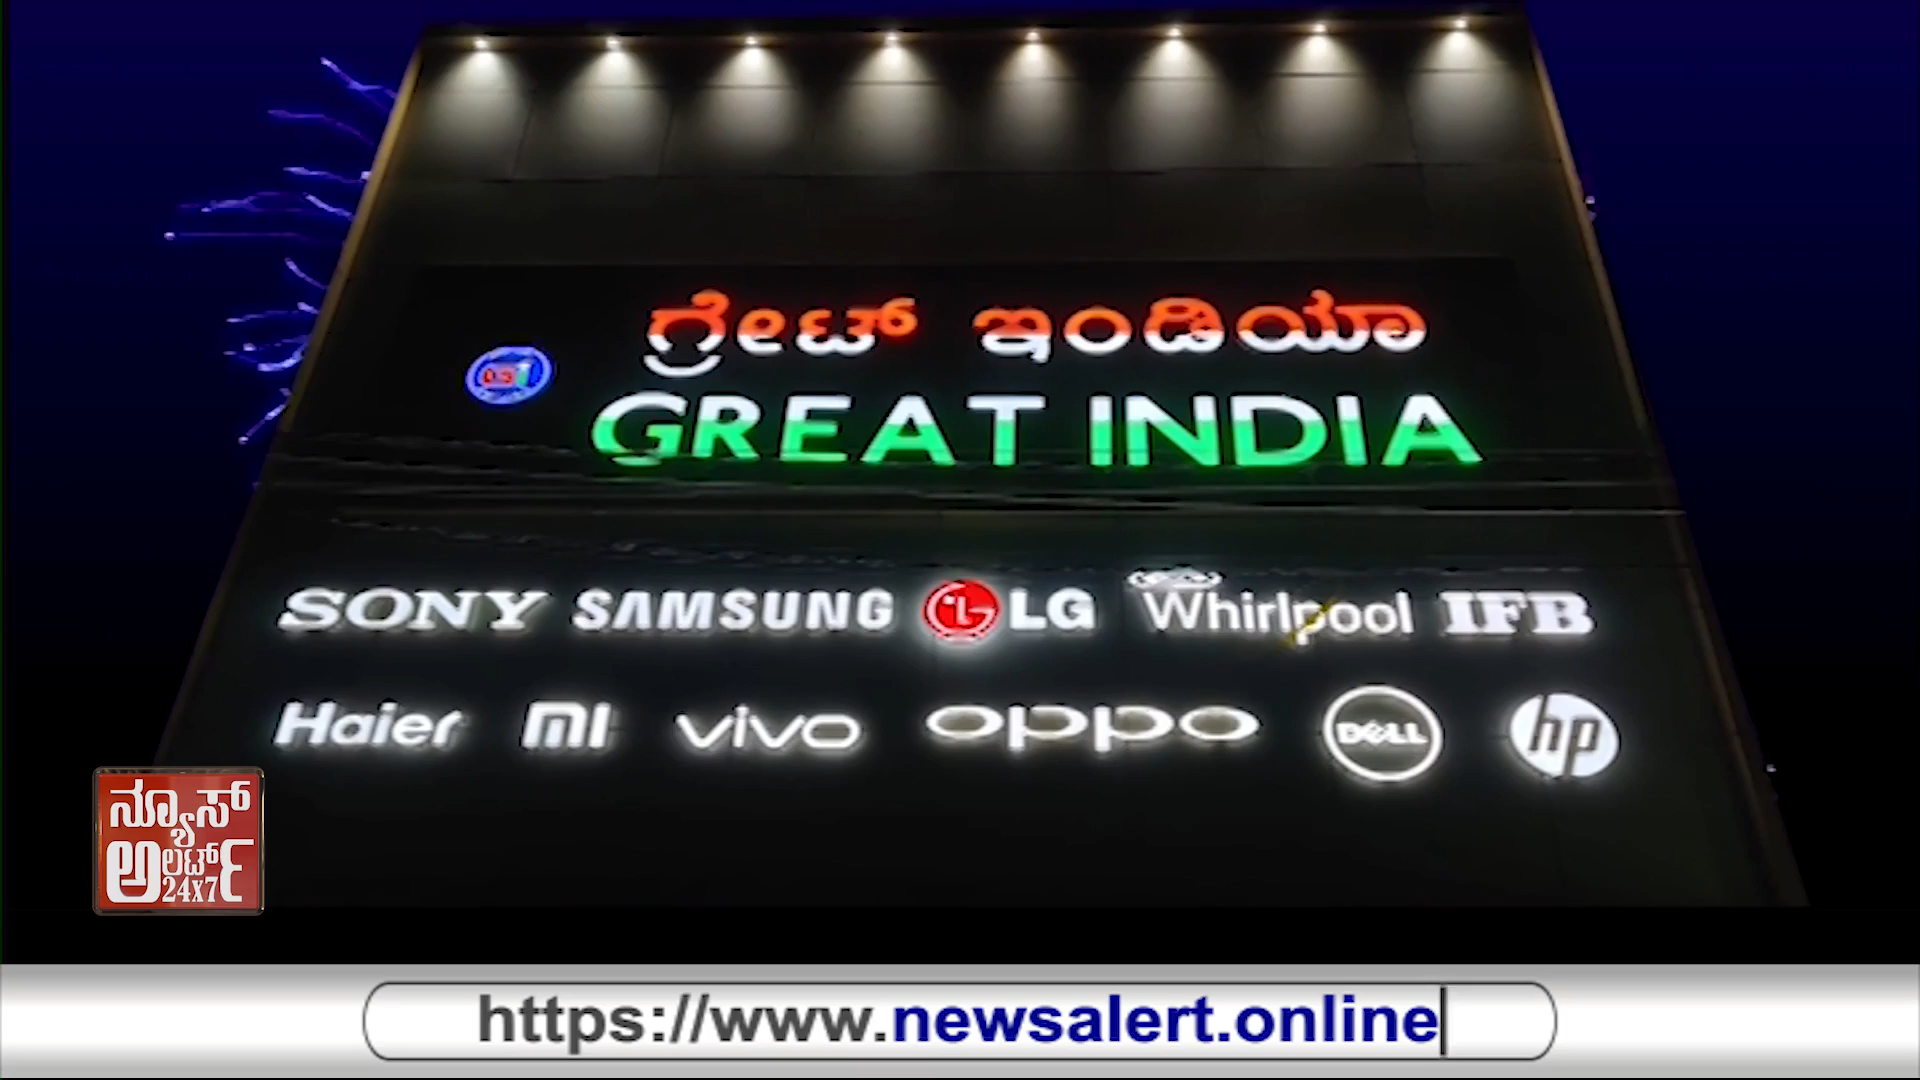 ಗ್ರೇಟ್ ಇಂಡಿಯಾ
GREAT INDIA
SONY SAMSUNG LG Whirlpool IFB
Haier mi vivo oppo DELL hp
ನ್ಯೂಸ್
ಅಲರ್ಟ್
24x7
https://www.newsalert.online